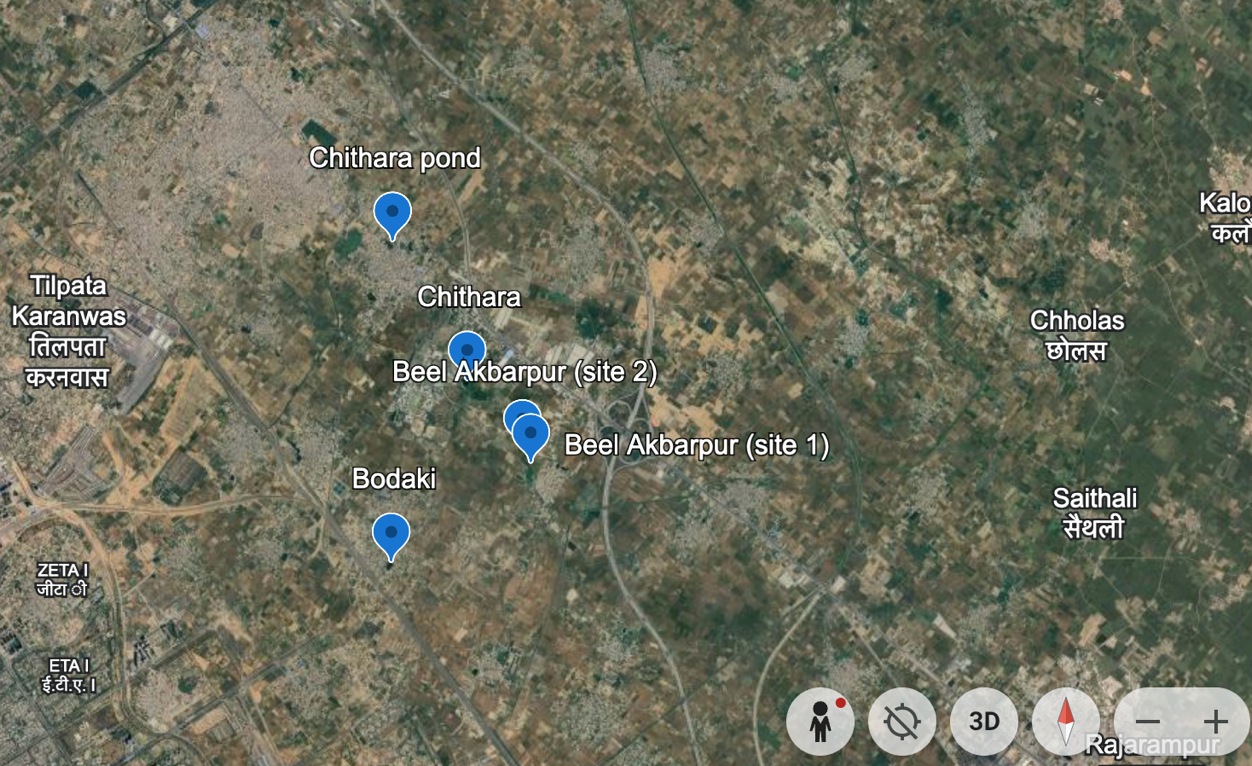 Chithara pond
Kalo
कलौ
Tilpata
Karanwas
तिलपता
करनवास
Chithara
Chholas
छोलस
Beel Akbarpur (site 2)
Beel Akbarpur (site 1)
Bodaki
Saithali
सैथली
ZETA I
जीटा ी
ETA I
ई.टी.ए. I
3D
Rajarampur